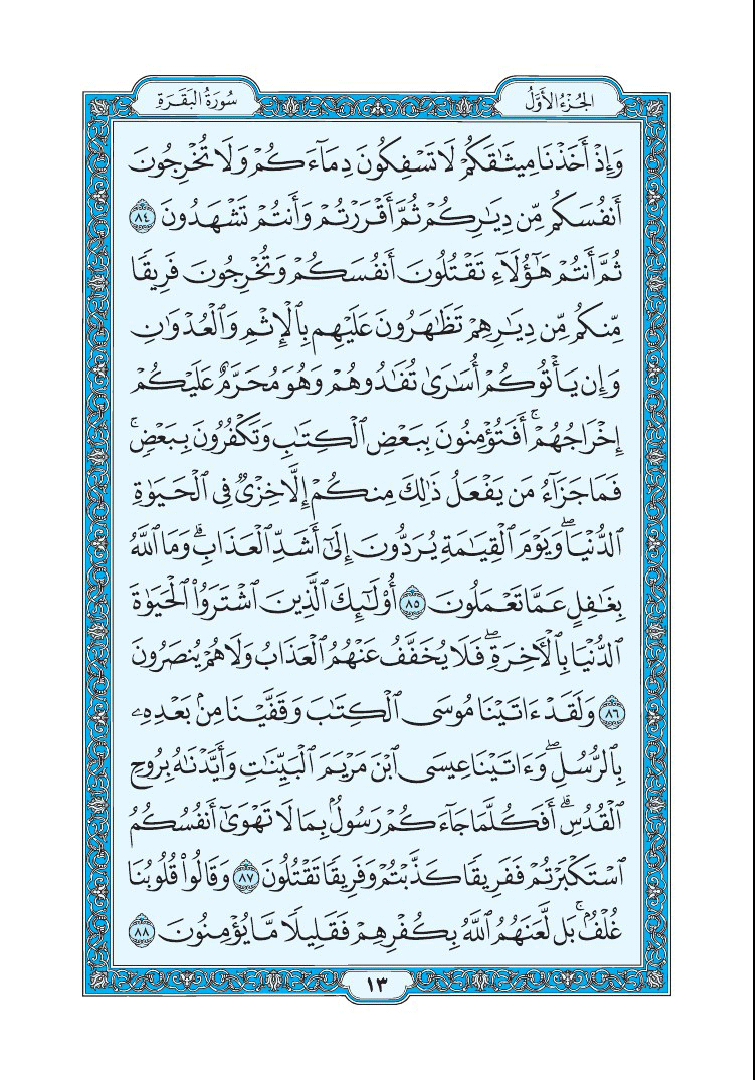 الجُزْءُ الأَوَّلُ
سُورَةُ البَقَرَةِ
وَإِذْ أَخَذْنَا مِيثَٰقَكُمْ لَا تَسْفِكُونَ دِمَآءَكُمْ وَلَا تُخْرِجُونَ
أَنفُسَكُم مِّن دِيَٰرِكُمْ ثُمَّ أَقْرَرْتُمْ وَأَنتُمْ تَشْهَدُونَ ٨٤
ثُمَّ أَنتُمْ هَٰٓؤُلَآءِ تَقْتُلُونَ أَنفُسَكُمْ وَتُخْرِجُونَ فَرِيقًا
مِّنكُم مِّن دِيَٰرِهِمْ تَظَٰهَرُونَ عَلَيْهِم بِٱلْإِثْمِ وَٱلْعُدْوَٰنِ
وَإِن يَأْتُوكُمْ أُسَٰرَىٰ تُفَٰدُوهُمْ وَهُوَ مُحَرَّمٌ عَلَيْكُمْ
إِخْرَاجُهُمْ ۚ أَفَتُؤْمِنُونَ بِبَعْضِ ٱلْكِتَٰبِ وَتَكْفُرُونَ بِبَعْضٍ ۚ
فَمَا جَزَآءُ مَن يَفْعَلُ ذَٰلِكَ مِنكُمْ إِلَّا خِزْيٌ فِي ٱلْحَيَوٰةِ
ٱلدُّنْيَا ۖ وَيَوْمَ ٱلْقِيَٰمَةِ يُرَدُّونَ إِلَىٰٓ أَشَدِّ ٱلْعَذَابِ ۗ وَمَا ٱللَّهُ
بِغَٰفِلٍ عَمَّا تَعْمَلُونَ ٨٥ أُو۟لَٰٓئِكَ ٱلَّذِينَ ٱشْتَرَوُا۟ ٱلْحَيَوٰةَ
ٱلدُّنْيَا بِٱلْءَاخِرَةِ ۖ فَلَا يُخَفَّفُ عَنْهُمُ ٱلْعَذَابُ وَلَا هُمْ يُنصَرُونَ
٨٦ وَلَقَدْ ءَاتَيْنَا مُوسَى ٱلْكِتَٰبَ وَقَفَّيْنَا مِنۢ بَعْدِهِۦ
بِٱلرُّسُلِ ۖ وَءَاتَيْنَا عِيسَى ٱبْنَ مَرْيَمَ ٱلْبَيِّنَٰتِ وَأَيَّدْنَٰهُ بِرُوحِ
ٱلْقُدُسِ ۗ أَفَكُلَّمَا جَآءَكُمْ رَسُولٌۢ بِمَا لَا تَهْوَىٰٓ أَنفُسُكُمُ
ٱسْتَكْبَرْتُمْ فَفَرِيقًا كَذَّبْتُمْ وَفَرِيقًا تَقْتُلُونَ ٨٧ وَقَالُوا۟ قُلُوبُنَا
غُلْفٌۢ ۚ بَل لَّعَنَهُمُ ٱللَّهُ بِكُفْرِهِمْ فَقَلِيلًا مَّا يُؤْمِنُونَ ٨٨
١٣